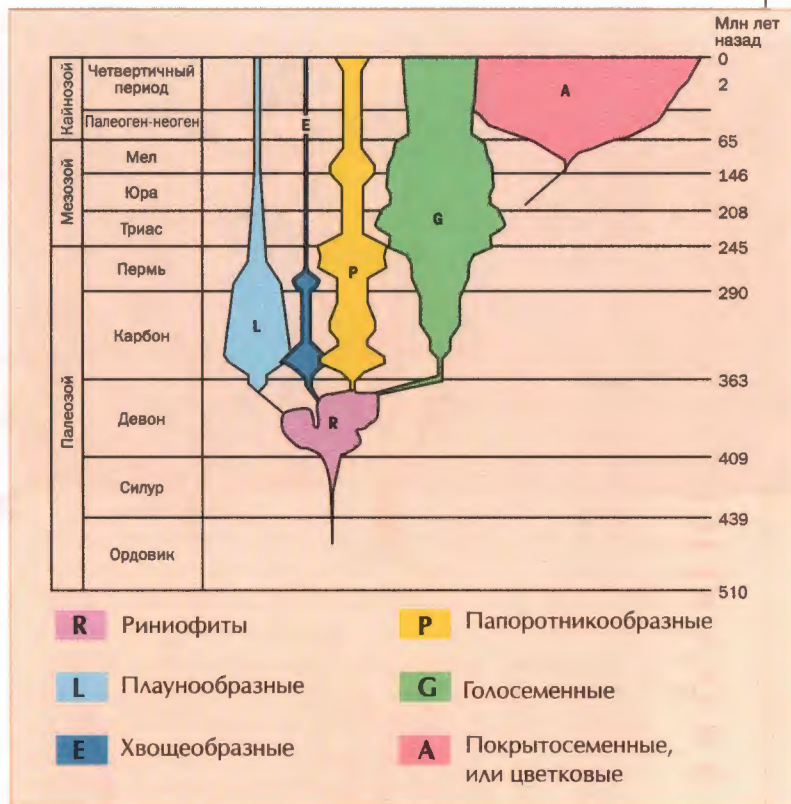 Млн лет
назад
Кайнозой
Четвертичный
период
Палеоген-неоген
Мезозой
Мел
Юра
Триас
Палеозой
Пермь
Карбон
Девон
Силур
Ордовик
0
2
65
146
208
245
290
363
409
439
510
L
E
P
G
A
R
R Риниофиты
L Плаунообразные
E Хвощеобразные
P Папоротникообразные
G Голосеменные
A Покрытосеменные,
или цветковые